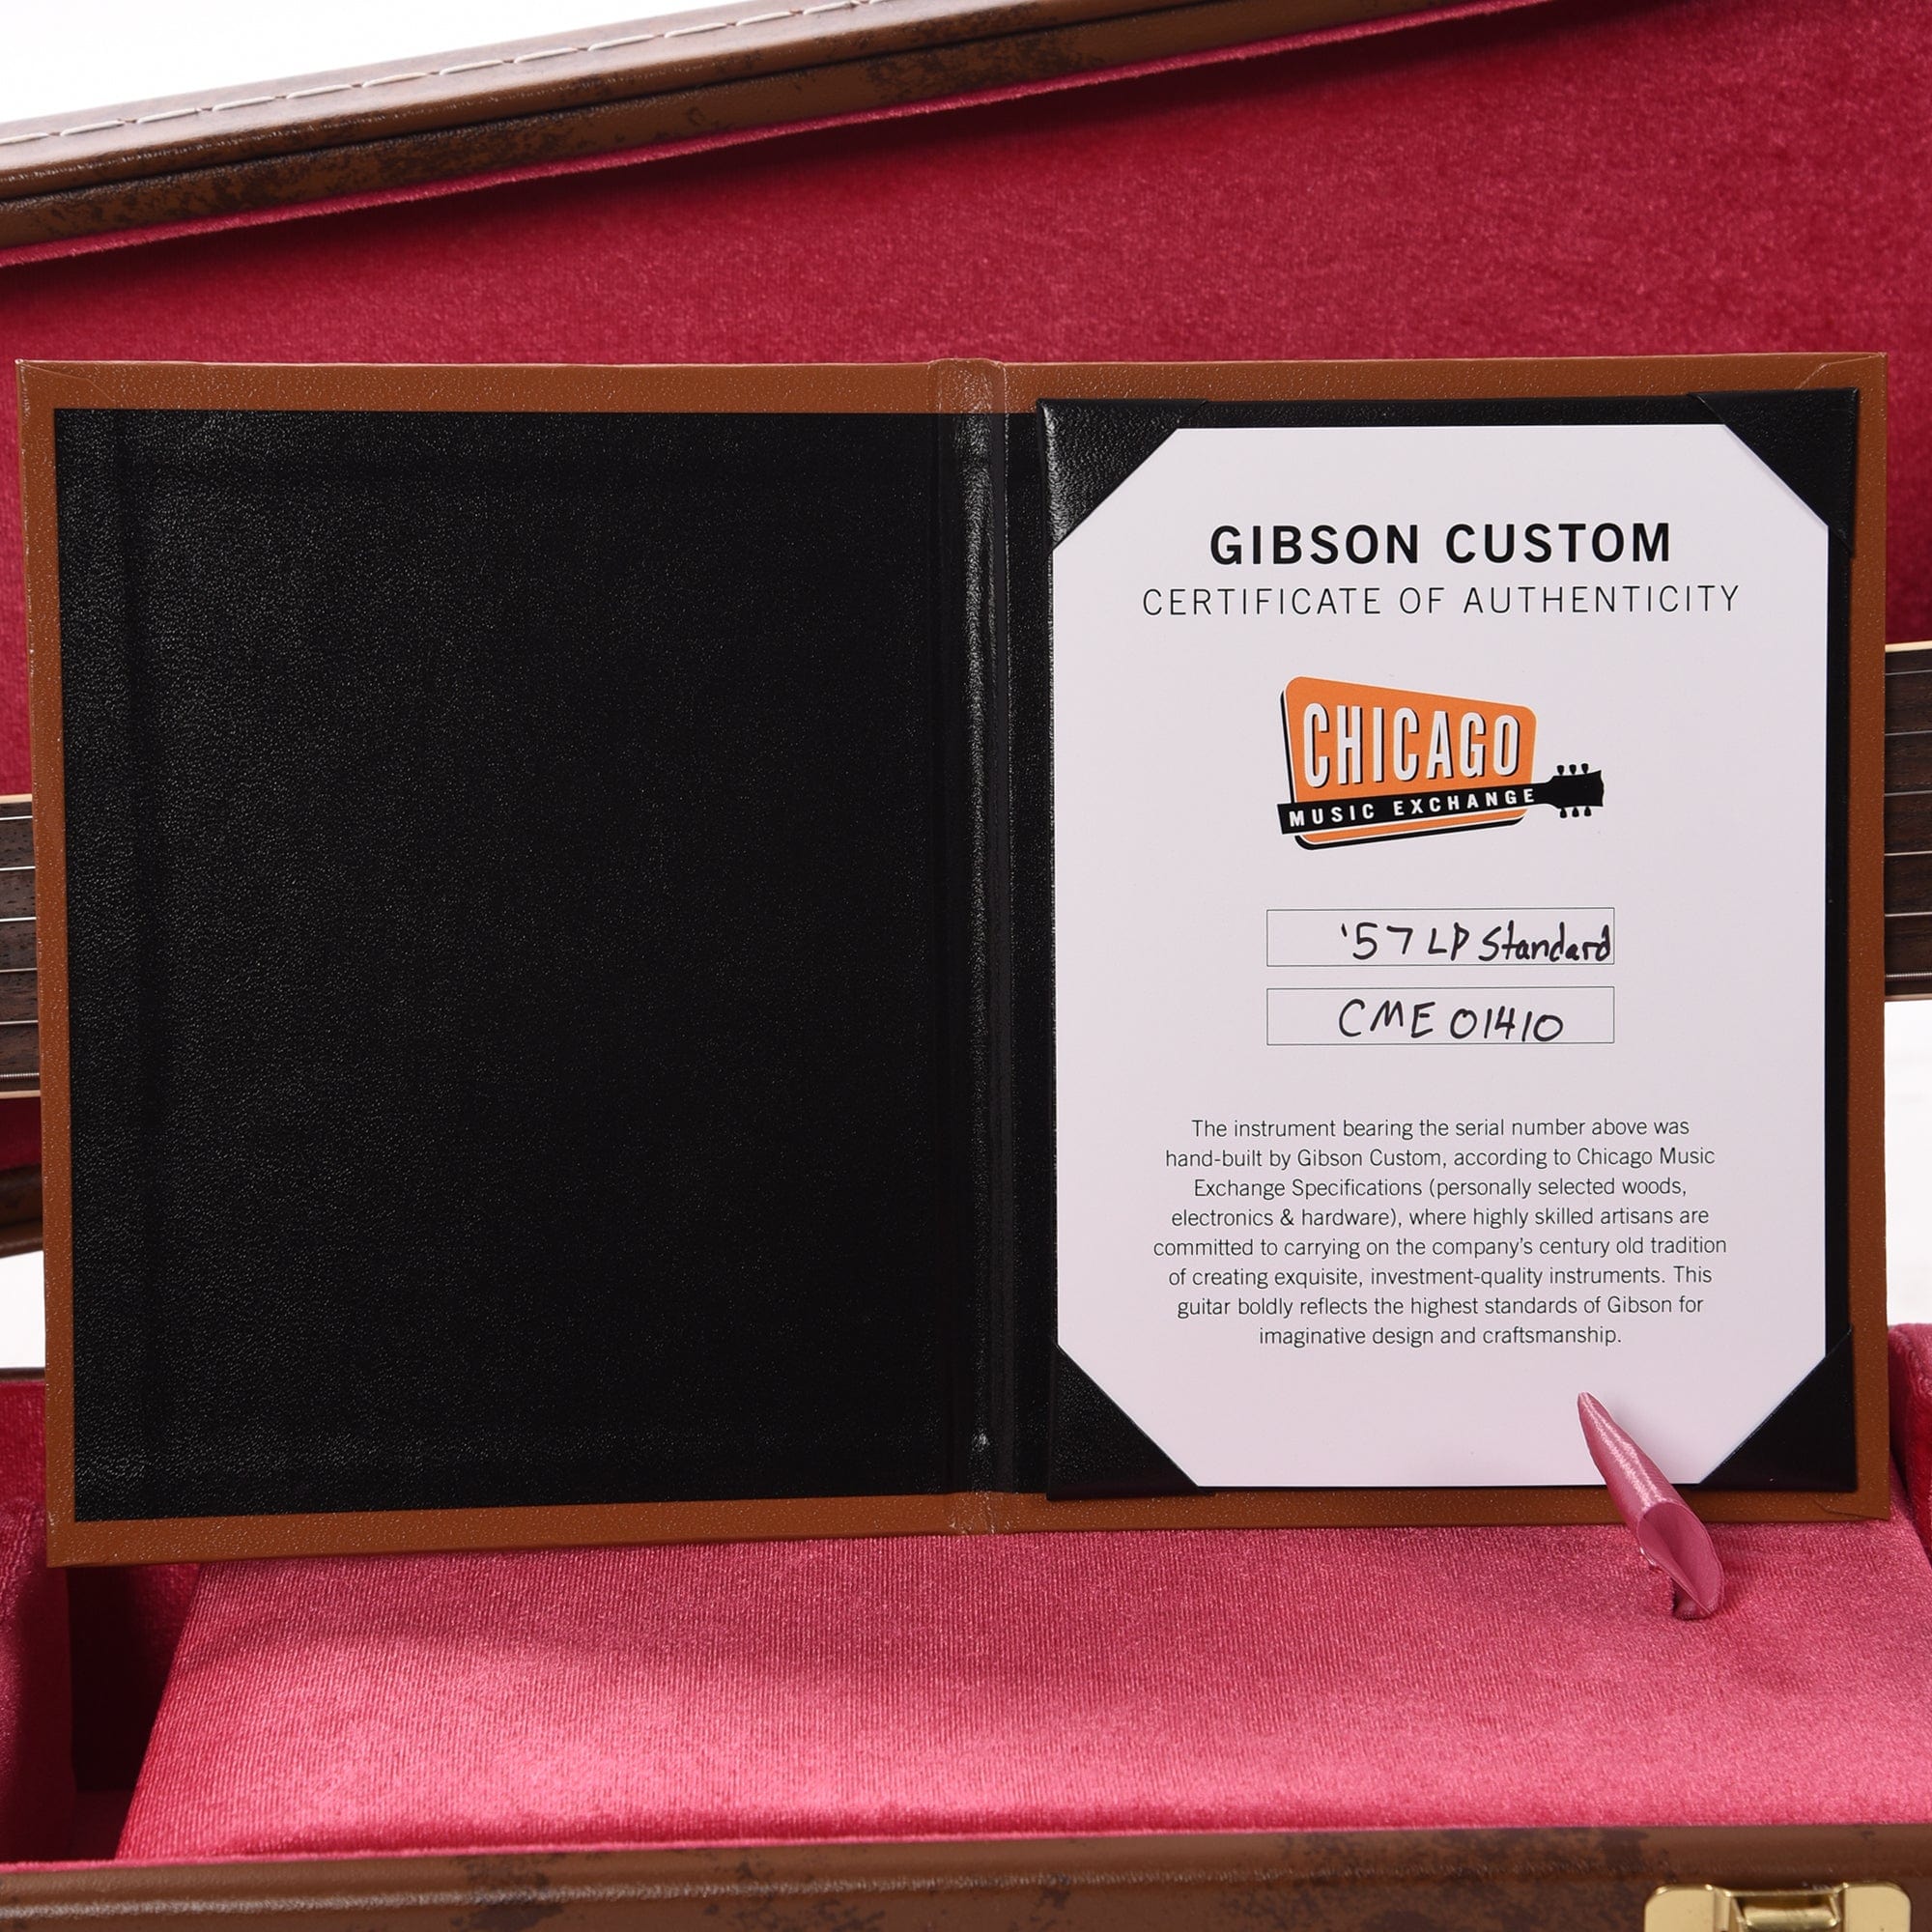 GIBSON CUSTOM
CERTIFICATE OF AUTHENTICITY
CHICAGO
MUSIC EXCHANGE
'57 LP Standard
CME 01410
The instrument bearing the serial number above was
hand-built by Gibson Custom, according to Chicago Music
Exchange Specifications (personally selected woods,
electronics & hardware), where highly skilled artisans are
committed to carrying on the company's century old tradition
of creating exquisite, investment-quality instruments. This
guitar boldly reflects the highest standards of Gibson for
imaginative design and craftsmanship.